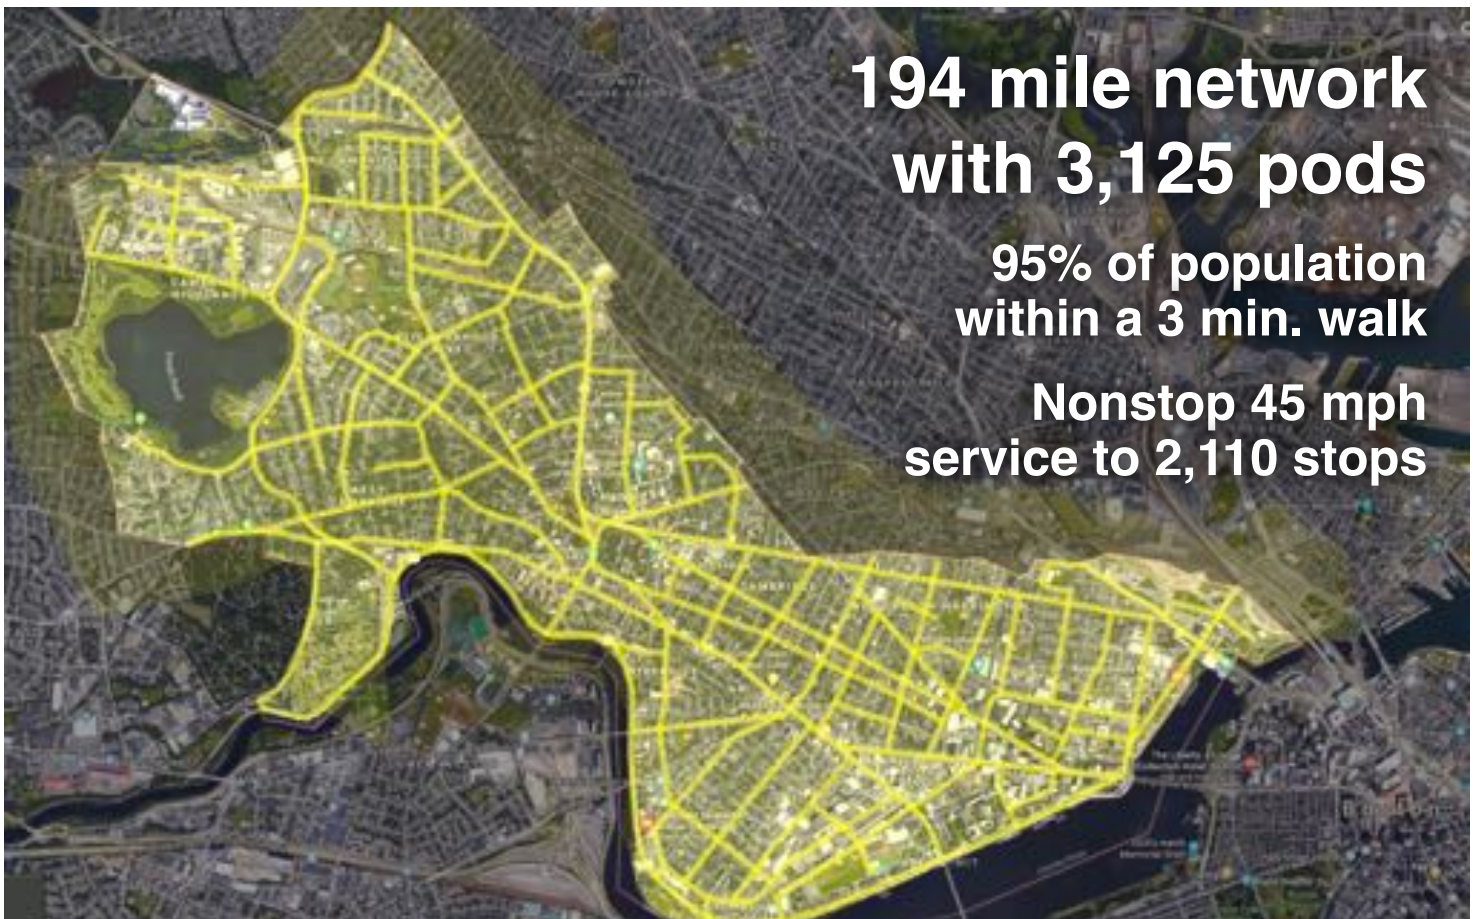 194 mile network
with 3,125 pods
95% of population
within a 3 min. walk
Nonstop 45 mph
service to 2,110 stops